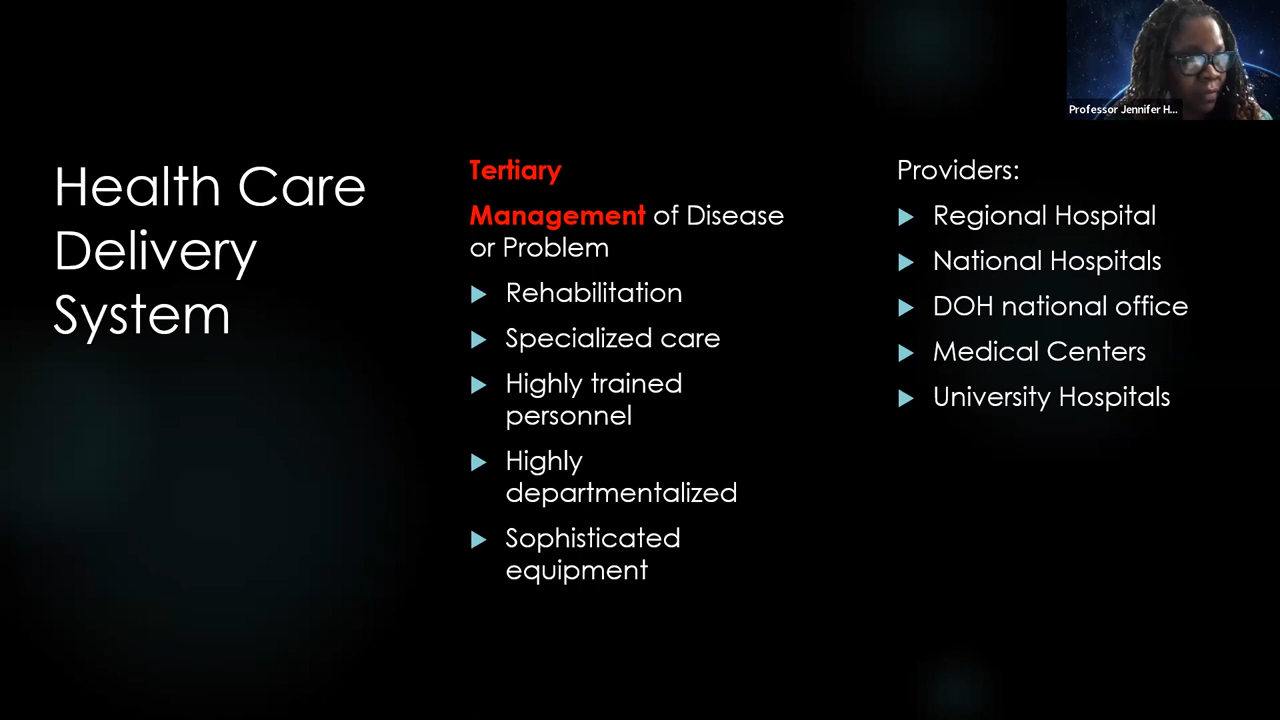 Professor Jennifer H...
Health Care
Delivery
System
Tertiary
Management of Disease
or Problem
Rehabilitation
Specialized care
Highly trained
personnel
Highly
departmentalized
Sophisticated
equipment
Providers:
Regional Hospital
National Hospitals
DOH national office
Medical Centers
University Hospitals